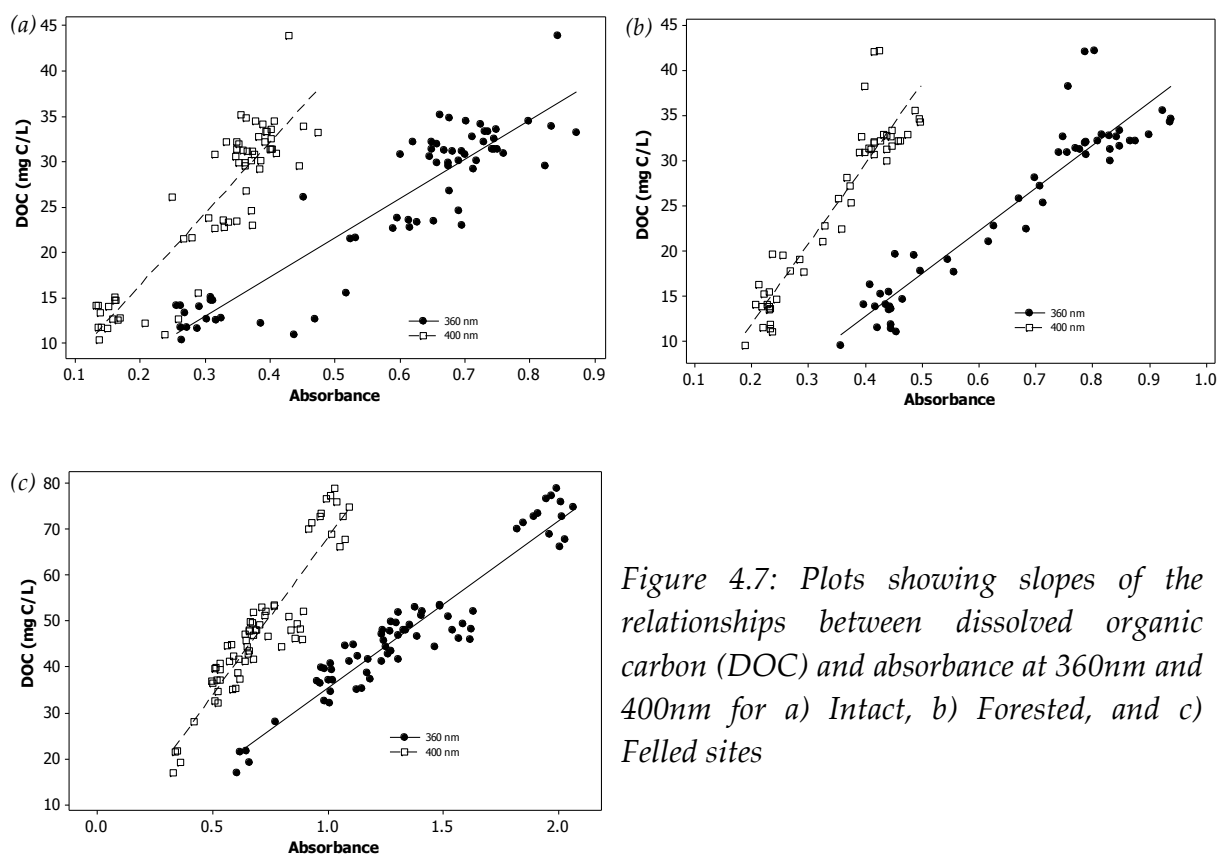 (a)
DOC (mg C/L)
45
40
35
30
25
20
15
10
0.1 0.2 0.3 0.4 0.5 0.6 0.7 0.8 0.9
Absorbance
360 nm
400 nm
(b)
DOC (mg C/L)
45
40
35
30
25
20
15
10
0.1 0.2 0.3 0.4 0.5 0.6 0.7 0.8 0.9 1.0
Absorbance
360 nm
400 nm
(c)
DOC (mg C/L)
80
70
60
50
40
30
20
10
0.0 0.5 1.0 1.5 2.0
Absorbance
360 nm
400 nm
Figure 4.7: Plots showing slopes of the
relationships between dissolved organic
carbon (DOC) and absorbance at 360nm and
400nm for a) Intact, b) Forested, and c)
Felled sites